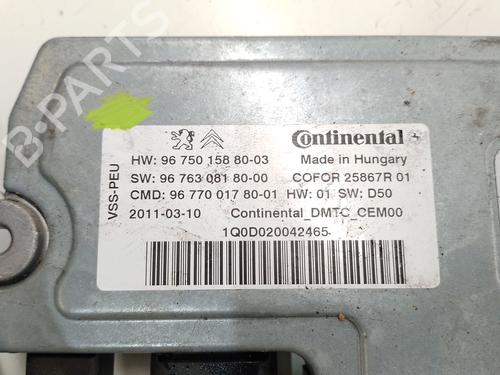 B-PARTS
Continental
HW: 96 750 158 80-03 Made in Hungary
SW: 96 763 081 80-00 COFOR 25867R 01
CMD: 96 770 017 80-01 HW: 01 SW: D50
2011-03-10 Continental_DMTC_CEM00
1Q0D020042465
VSS-PEU